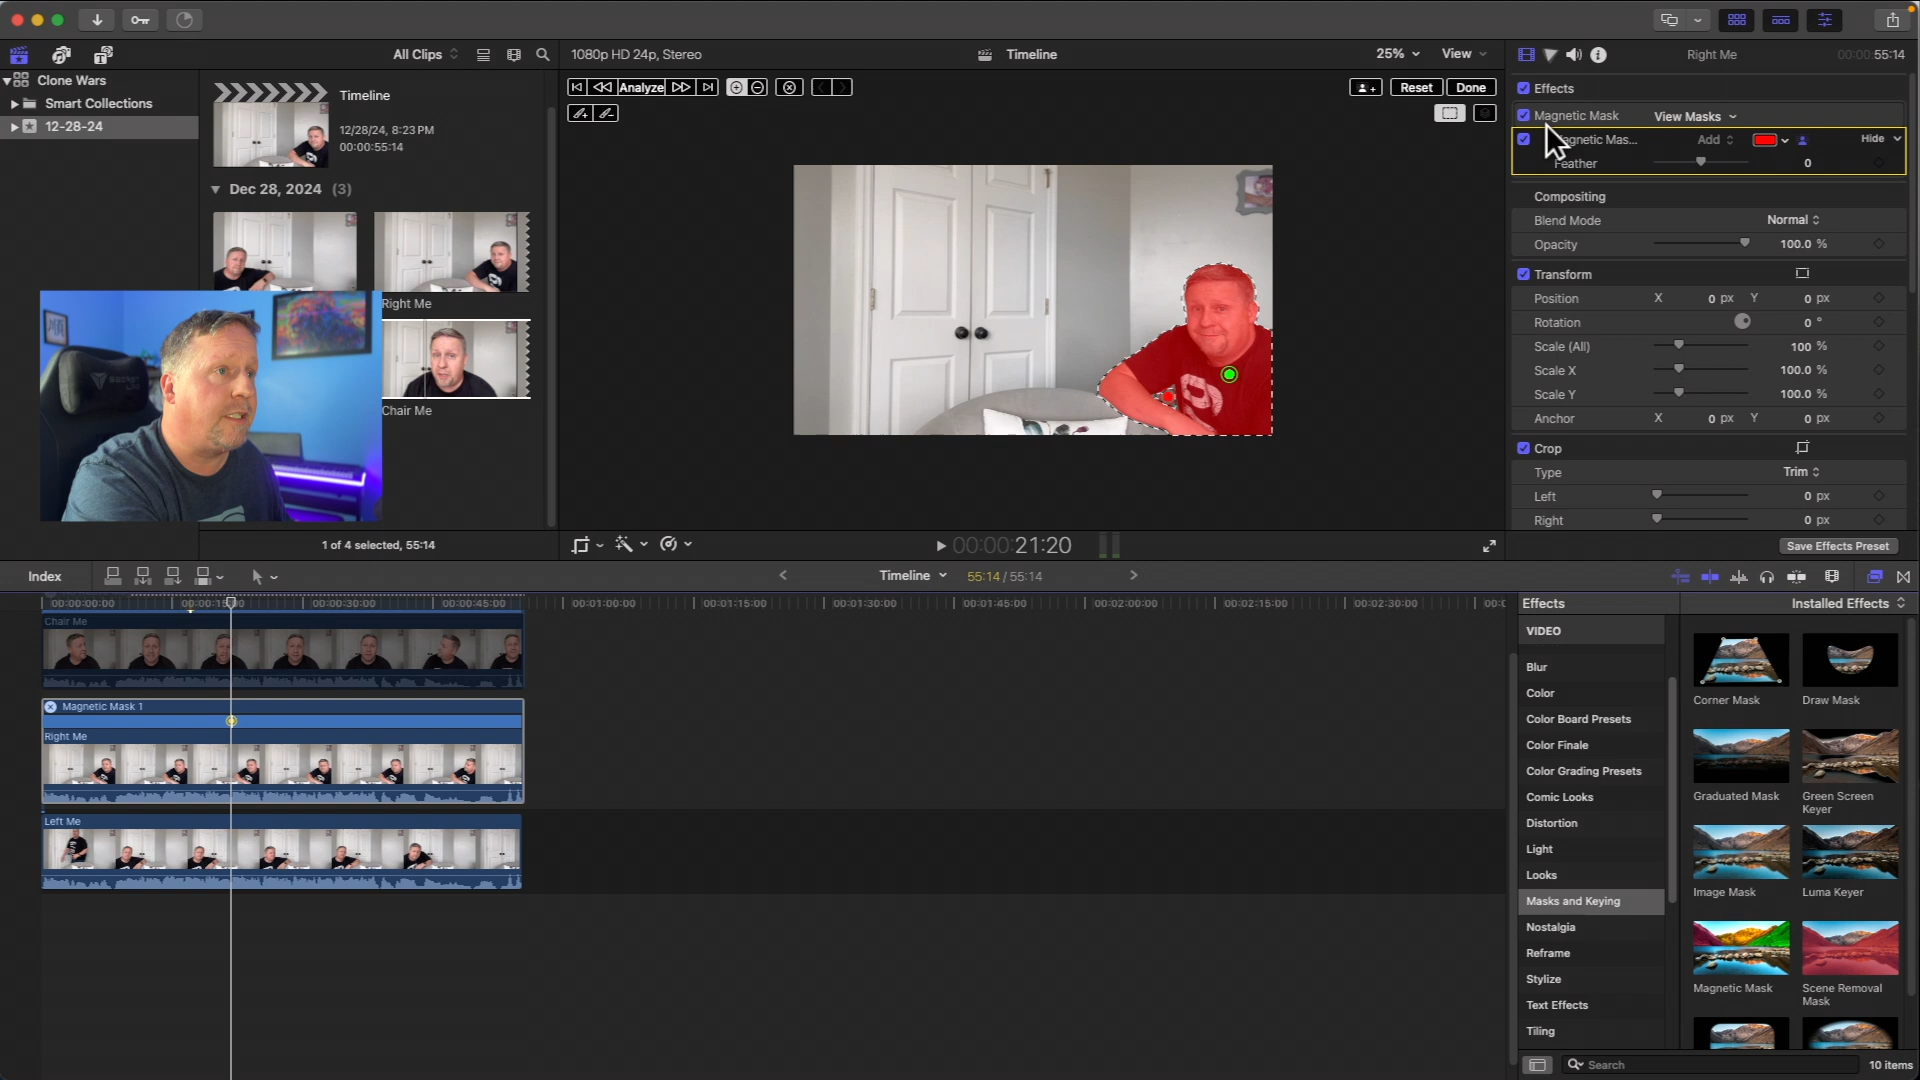 All Clips
1080p HD 24p, Stereo
Timeline
25%
View
Right Me
00:00:55:14
Clone Wars
Smart Collections
12-28-24
Timeline
12/28/24, 8:23 PM
00:00:55:14
Dec 28, 2024 (3)
Right Me
Chair Me
1 of 4 selected, 55:14
Analyze
Reset
Done
00:00:21:20
Effects
Magnetic Mask
View Masks
Add
Hide
Feather
0
Compositing
Blend Mode
Normal
Opacity
100.0 %
Transform
Position
X
0 px
Y
0 px
Rotation
0 °
Scale (All)
100 %
Scale X
100.0 %
Scale Y
100.0 %
Anchor
X
0 px
Y
0 px
Crop
Type
Trim
Left
0 px
Right
0 px
Save Effects Preset
Index
Timeline
55:14 / 55:14
00:00:00:00
00:00:30:00
00:00:45:00
00:01:00:00
00:01:15:00
00:01:30:00
00:01:45:00
00:02:00:00
00:02:15:00
00:02:30:00
Chair Me
Magnetic Mask 1
Right Me
Left Me
Effects
Installed Effects
VIDEO
Blur
Color
Color Board Presets
Color Finale
Color Grading Presets
Comic Looks
Distortion
Light
Looks
Masks and Keying
Nostalgia
Reframe
Stylize
Text Effects
Tiling
Corner Mask
Draw Mask
Graduated Mask
Green Screen
Keyer
Image Mask
Luma Keyer
Magnetic Mask
Scene Removal
Mask
Search
10 items